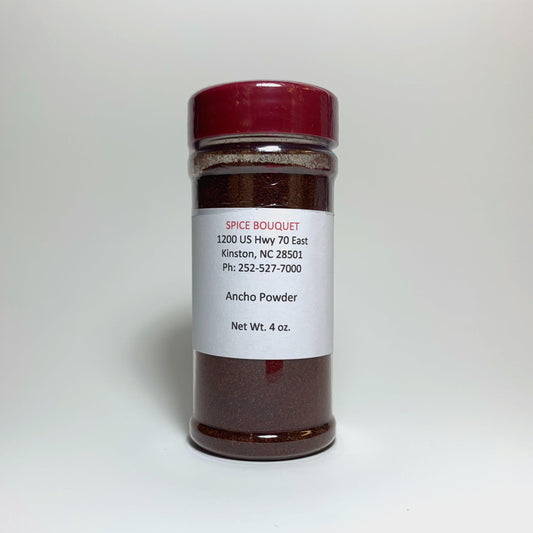 SPICE BOUQUET
1200 US Hwy 70 East
Kinston, NC 28501
Ph: 252-527-7000
Ancho Powder
Net Wt. 4 oz.